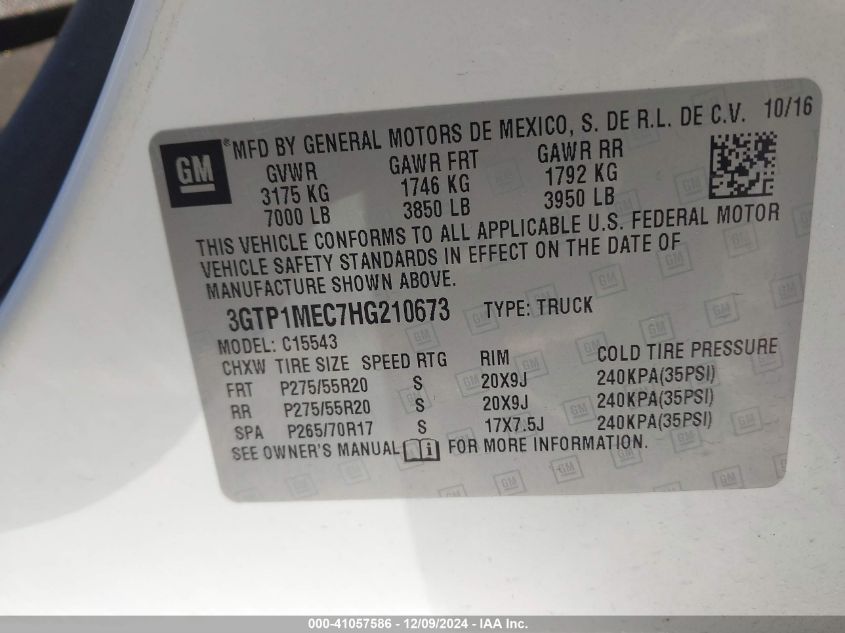 GM ®MFD BY GENERAL MOTORS DE MEXICO, S. DE R.L. DE C.V. 10/16
GVWR GAWR FRT GAWR RR
3175 KG 1746 KG 1792 KG
7000 LB 3850 LB 3950 LB
THIS VEHICLE CONFORMS TO ALL APPLICABLE U.S. FEDERAL MOTOR
VEHICLE SAFETY STANDARDS IN EFFECT ON THE DATE OF
MANUFACTURE SHOWN ABOVE.
3GTP1MEC7HG210673 TYPE: TRUCK
MODEL: C15543
CHXW TIRE SIZE SPEED RTG RIM COLD TIRE PRESSURE
FRT P275/55R20 S 20X9J 240KPA(35PSI)
RR P275/55R20 S 20X9J 240KPA(35PSI)
SPA P265/70R17 S 17X7.5J 240KPA(35PSI)
SEE OWNER'S MANUAL i FOR MORE INFORMATION.
000-41057586 - 12/09/2024 - IAA Inc.